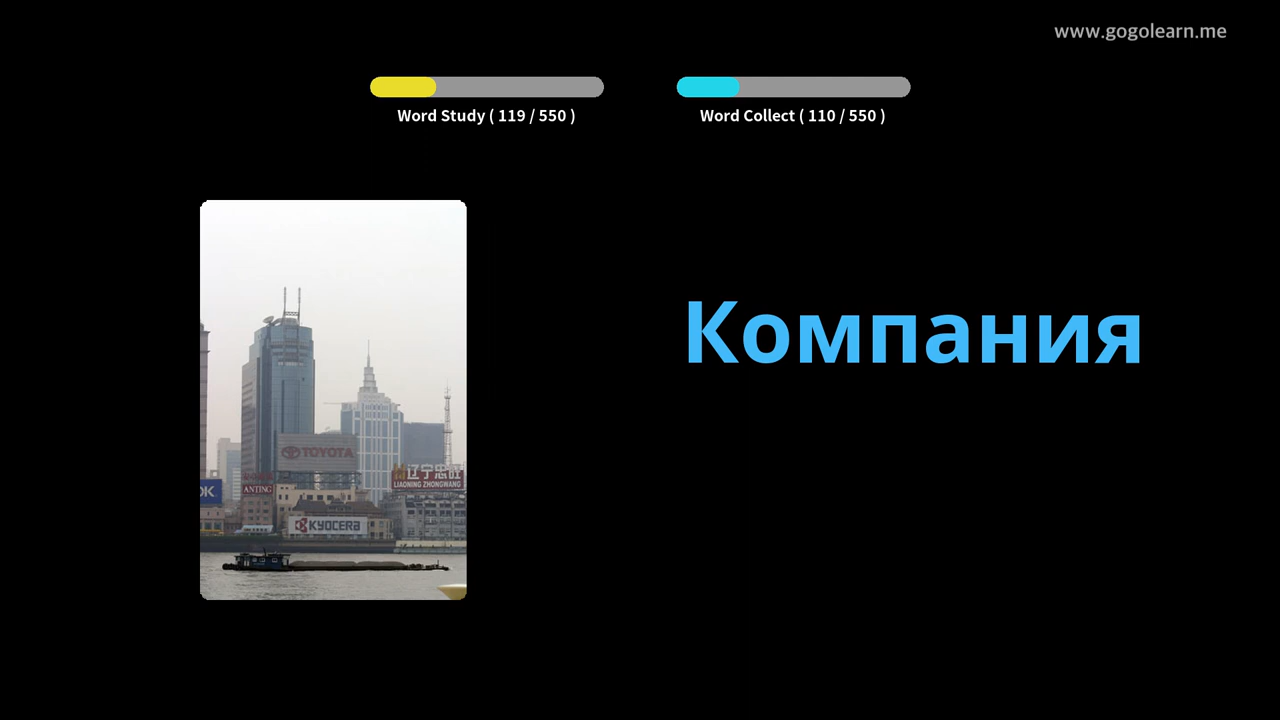 www.gogolearn.me
Word Study ( 119 / 550 )
Word Collect ( 110 / 550 )
Компания
TOYOTA
辽宁忠旺
LIAONING ZHONGWANG
ANTING
KYOCERA